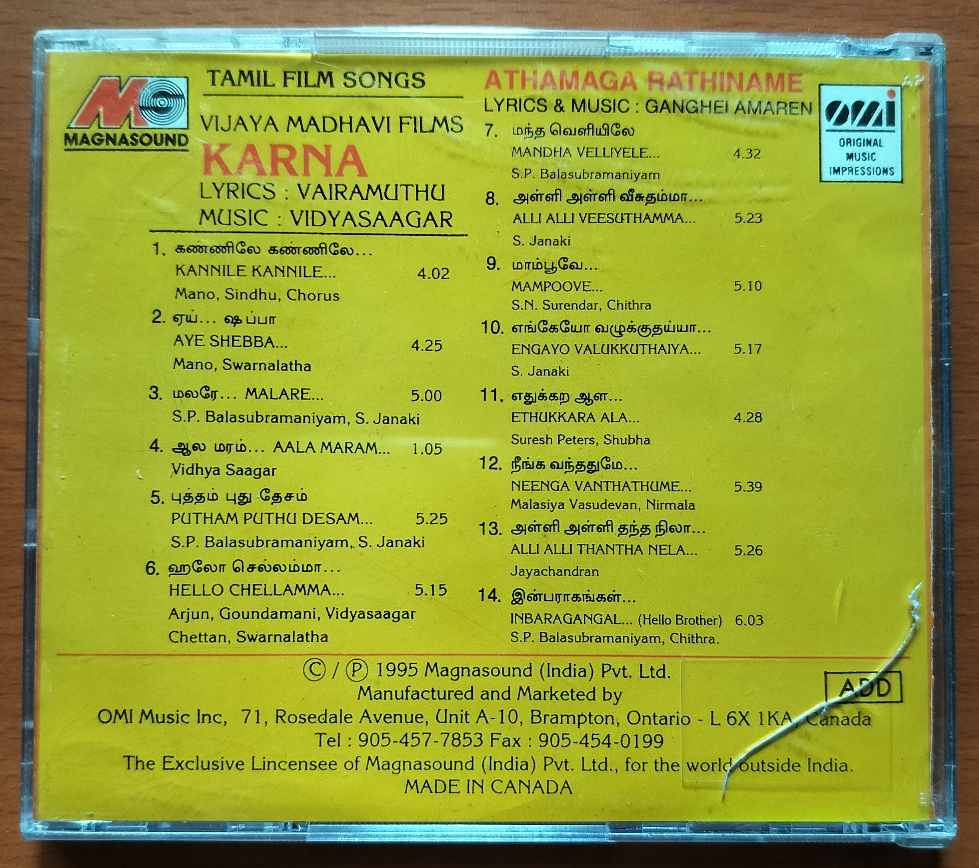 MAGNASOUND
TAMIL FILM SONGS
VIJAYA MADHAVI FILMS
KARNA
LYRICS : VAIRAMUTHU
MUSIC : VIDYASAAGAR
1. கண்ணிலே கண்ணிலே...
KANNILE KANNILE... 4.02
Mano, Sindhu, Chorus
2. ஏய்... ஷப்பா
AYE SHEBBA... 4.25
Mano, Swarnalatha
3. மலரே... MALARE... 5.00
S.P. Balasubramaniyam, S. Janaki
4. ஆல மரம்... AALA MARAM... 1.05
Vidhya Saagar
5. புத்தம் புது தேசம்
PUTHAM PUTHU DESAM... 5.25
S.P. Balasubramaniyam, S. Janaki
6. ஹலோ செல்லம்மா...
HELLO CHELLAMMA... 5.15
Arjun, Goundamani, Vidyasaagar
Chettan, Swarnalatha
ATHAMAGA RATHINAME
LYRICS & MUSIC : GANGHEI AMAREN
7. மந்த வெளியிலே
MANDHA VELLIYELE... 4.32
S.P. Balasubramaniyam
8. அள்ளி அள்ளி வீசுதம்மா...
ALLI ALLI VEESUTHAMMA... 5.23
S. Janaki
9. மாம்பூவே...
MAMPOOVE... 5.10
S.N. Surendar, Chithra
10. எங்கேயோ வழுக்குதய்யா...
ENGAYO VALUKKUTHAIYA... 5.17
S. Janaki
11. எதுக்கற ஆள...
ETHUKKARA ALA... 4.28
Suresh Peters, Shubha
12. நீங்க வந்ததுமே...
NEENGA VANTHATHUME... 5.39
Malasiya Vasudevan, Nirmala
13. அள்ளி அள்ளி தந்த நிலா...
ALLI ALLI THANTHA NELA... 5.26
Jayachandran
14. இன்பராகங்கள்...
INBARAGANGAL... (Hello Brother) 6.03
S.P. Balasubramaniyam, Chithra.
OMI
ORIGINAL
MUSIC
IMPRESSIONS
© / ℗ 1995 Magnasound (India) Pvt. Ltd.
Manufactured and Marketed by
ADD
OMI Music Inc, 71, Rosedale Avenue, Unit A-10, Brampton, Ontario - L 6X 1KA, Canada
Tel : 905-457-7853 Fax : 905-454-0199
The Exclusive Lincensee of Magnasound (India) Pvt. Ltd., for the world outside India.
MADE IN CANADA